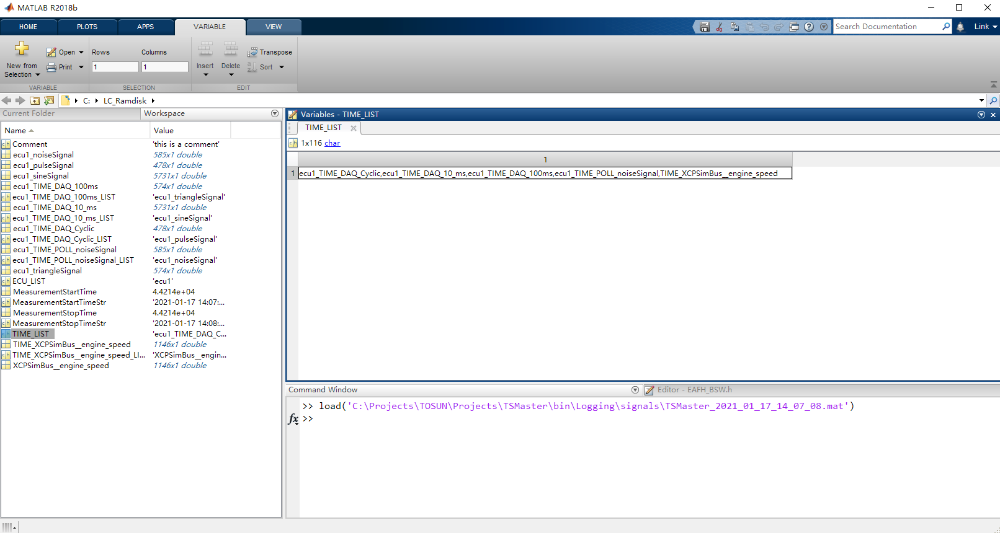 MATLAB R2018b
HOME PLOTS APPS VARIABLE VIEW
Search Documentation Link
New from Selection
Open
Print
Rows
1
Columns
1
Insert
Delete
Transpose
Sort
VARIABLE SELECTION EDIT
C: LC_Ramdisk
Current Folder
Workspace
Name Value
Comment 'this is a comment'
ecu1_noiseSignal 585x1 double
ecu1_pulseSignal 478x1 double
ecu1_sineSignal 5731x1 double
ecu1_TIME_DAQ_100ms 574x1 double
ecu1_TIME_DAQ_100ms_LIST 'ecu1_triangleSignal'
ecu1_TIME_DAQ_10_ms 5731x1 double
ecu1_TIME_DAQ_10_ms_LIST 'ecu1_sineSignal'
ecu1_TIME_DAQ_Cyclic 478x1 double
ecu1_TIME_DAQ_Cyclic_LIST 'ecu1_pulseSignal'
ecu1_TIME_POLL_noiseSignal 585x1 double
ecu1_TIME_POLL_noiseSignal_LIST 'ecu1_noiseSignal'
ecu1_triangleSignal 574x1 double
ECU_LIST 'ecu1'
MeasurementStartTime 4.4214e+04
MeasurementStartTimeStr '2021-01-17 14:07:...
MeasurementStopTime 4.4214e+04
MeasurementStopTimeStr '2021-01-17 14:08:...
TIME_LIST 'ecu1_TIME_DAQ_C...
TIME_XCPSimBus__engine_speed 1146x1 double
TIME_XCPSimBus__engine_speed_LI... 'XCPSimBus__engin...
XCPSimBus__engine_speed 1146x1 double
Variables - TIME_LIST
TIME_LIST
1x116 char
1
1 ecu1_TIME_DAQ_Cyclic,ecu1_TIME_DAQ_10_ms,ecu1_TIME_DAQ_100ms,ecu1_TIME_POLL_noiseSignal,TIME_XCPSimBus__engine_speed
Command Window
Editor - EAFH_BSW.h
>> load('C:\Projects\TOSUN\Projects\TSMaster\bin\Logging\signals\TSMaster_2021_01_17_14_07_08.mat')
fx >>